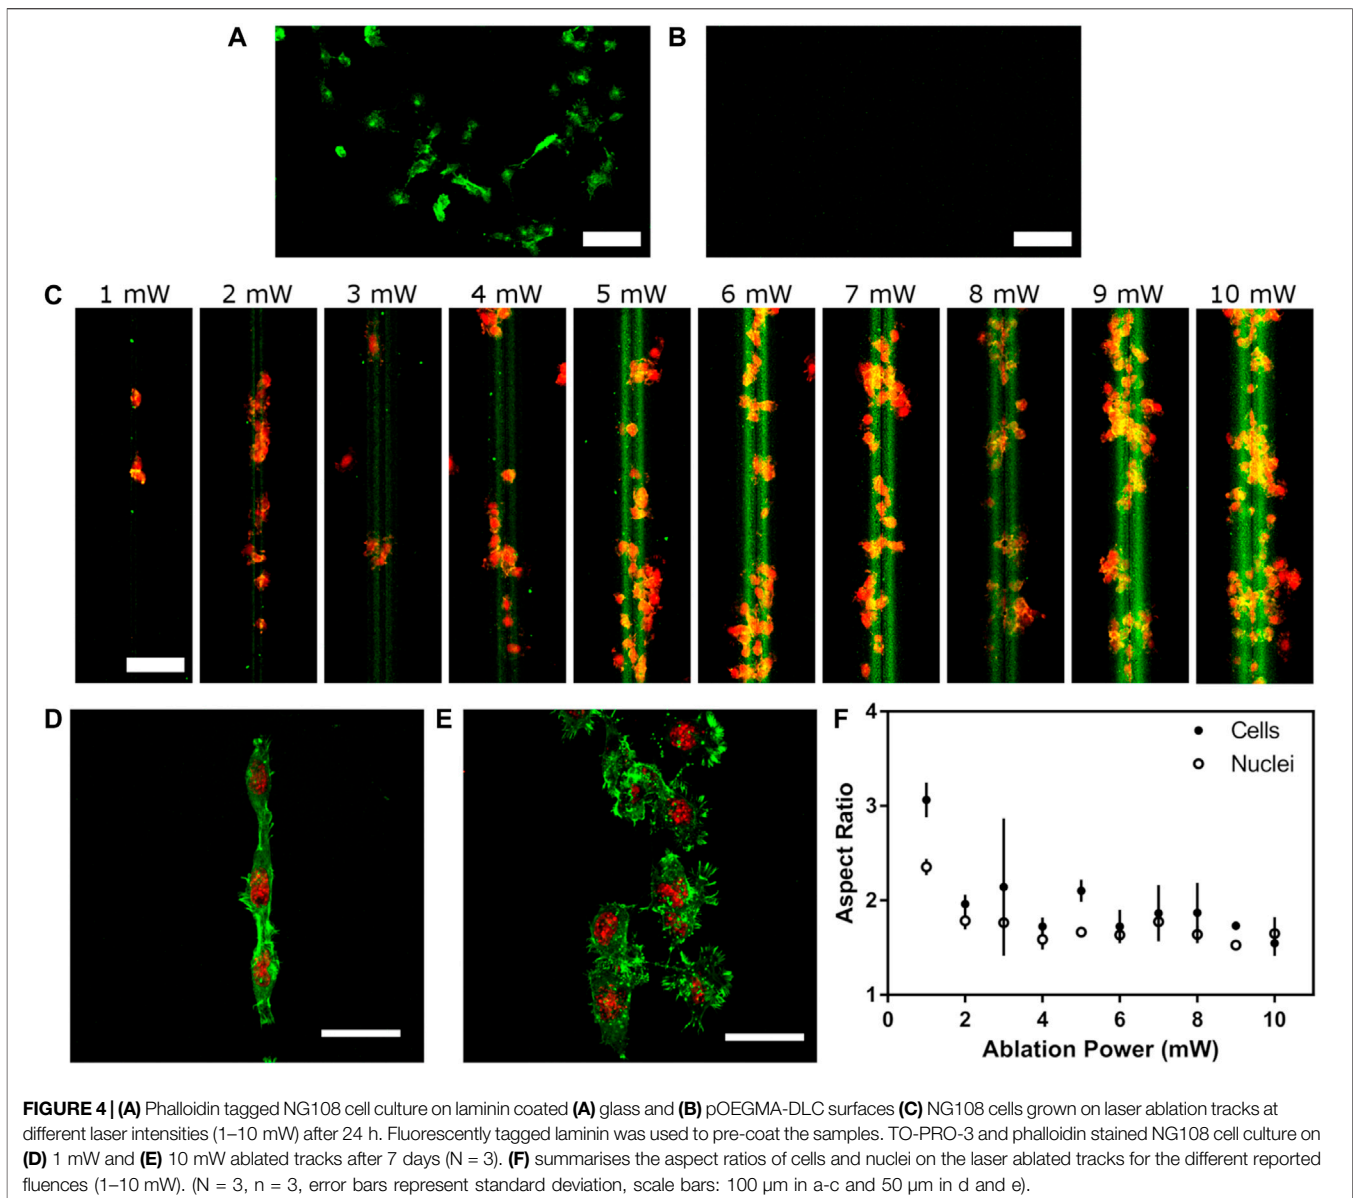 A
B
C
1 mW 2 mW 3 mW 4 mW 5 mW 6 mW 7 mW 8 mW 9 mW 10 mW
D
E
F
4
3
2
1
Aspect Ratio
Cells
Nuclei
0 2 4 6 8 10
Ablation Power (mW)
FIGURE 4 | (A) Phalloidin tagged NG108 cell culture on laminin coated (A) glass and (B) pOEGMA-DLC surfaces (C) NG108 cells grown on laser ablation tracks at
different laser intensities (1–10 mW) after 24 h. Fluorescently tagged laminin was used to pre-coat the samples. TO-PRO-3 and phalloidin stained NG108 cell culture on
(D) 1 mW and (E) 10 mW ablated tracks after 7 days (N = 3). (F) summarises the aspect ratios of cells and nuclei on the laser ablated tracks for the different reported
fluences (1–10 mW). (N = 3, n = 3, error bars represent standard deviation, scale bars: 100 μm in a-c and 50 μm in d and e).